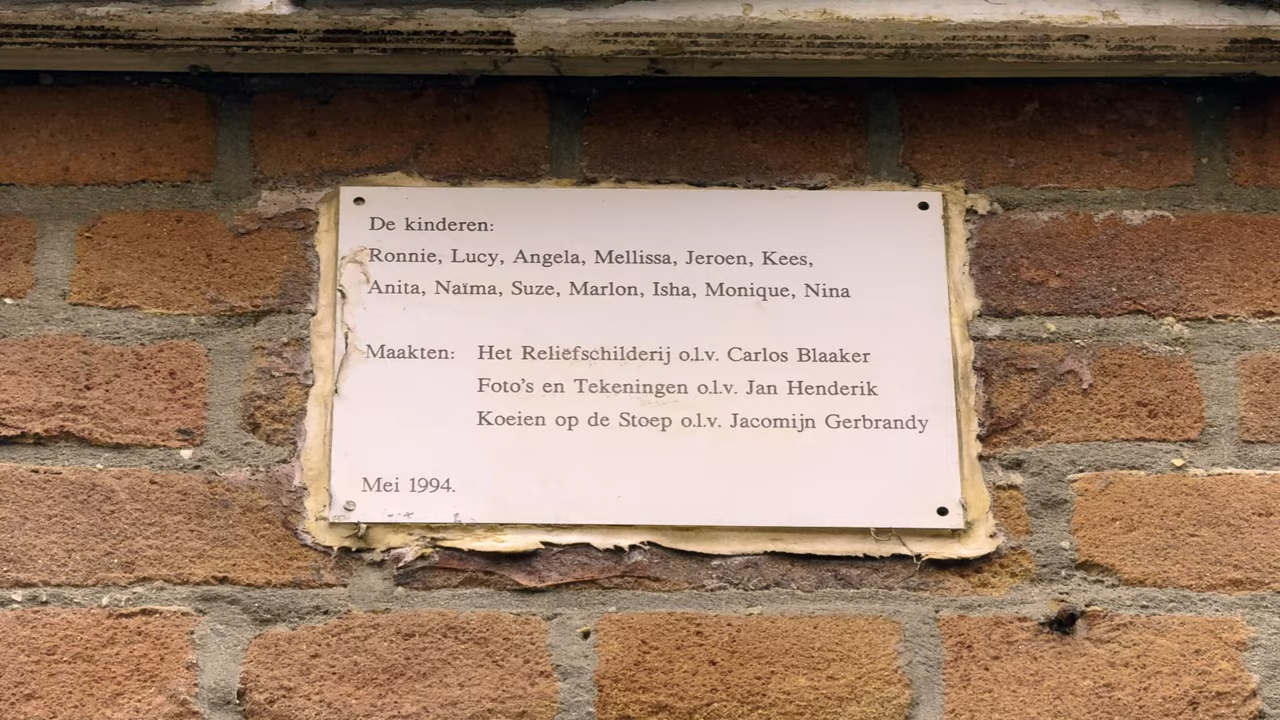 De kinderen:
Ronnie, Lucy, Angela, Mellissa, Jeroen, Kees,
Anita, Naïma, Suze, Marlon, Isha, Monique, Nina
Maakten: Het Reliëfschilderij o.l.v. Carlos Blaaker
Foto's en Tekeningen o.l.v. Jan Henderik
Koeien op de Stoep o.l.v. Jacomijn Gerbrandy
Mei 1994.